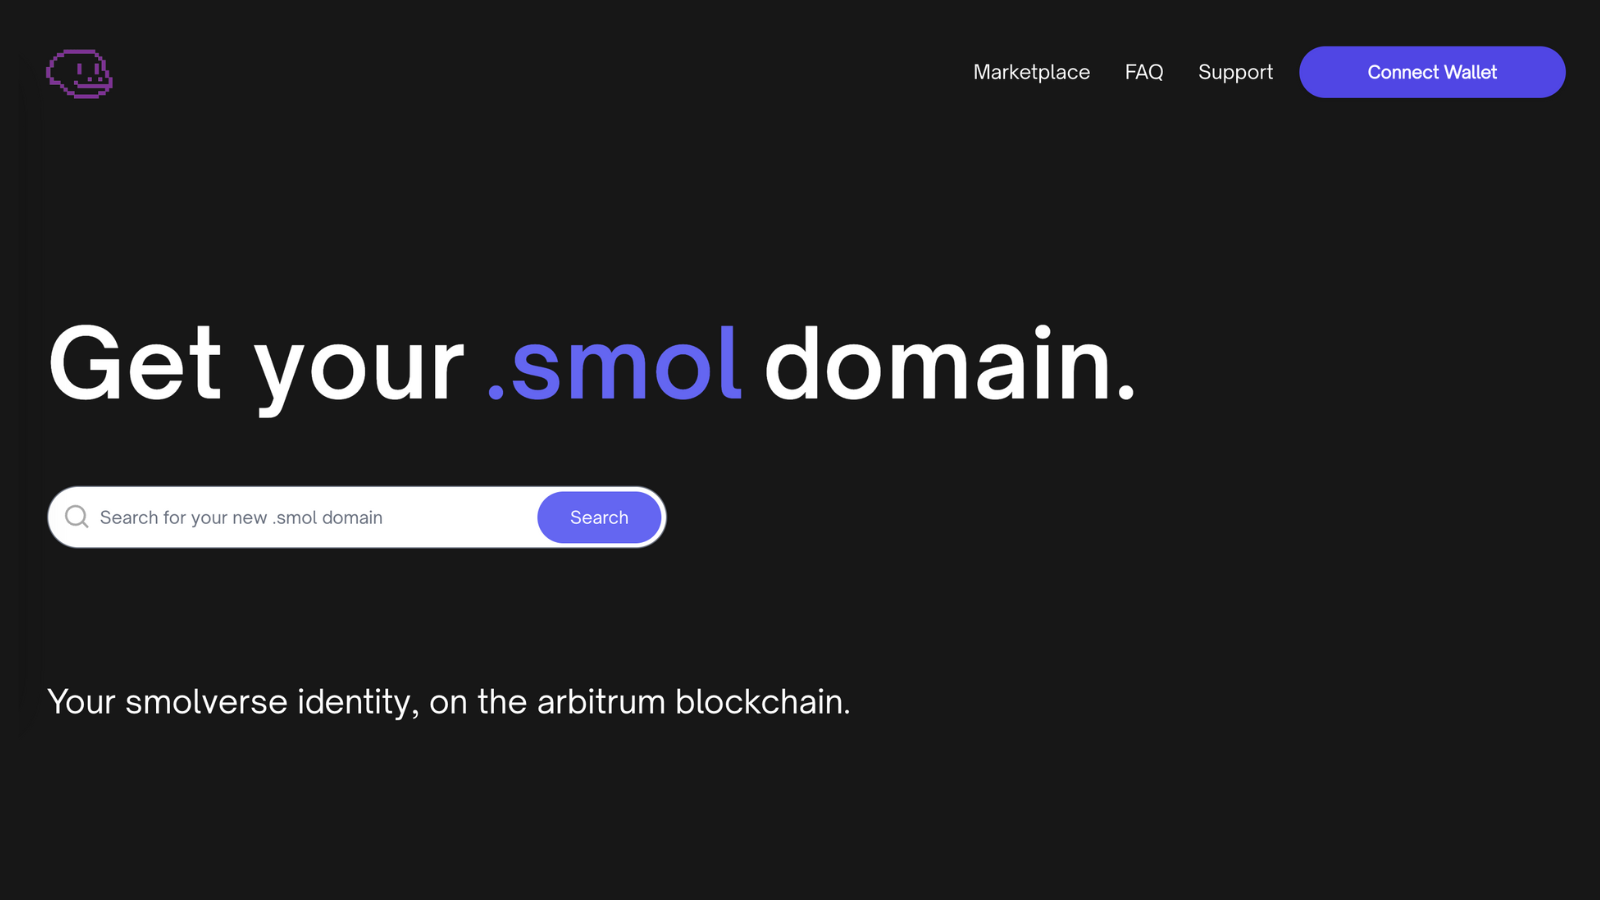 Marketplace FAQ Support Connect Wallet
Get your .smol domain.
Search for your new .smol domain Search
Your smolverse identity, on the arbitrum blockchain.